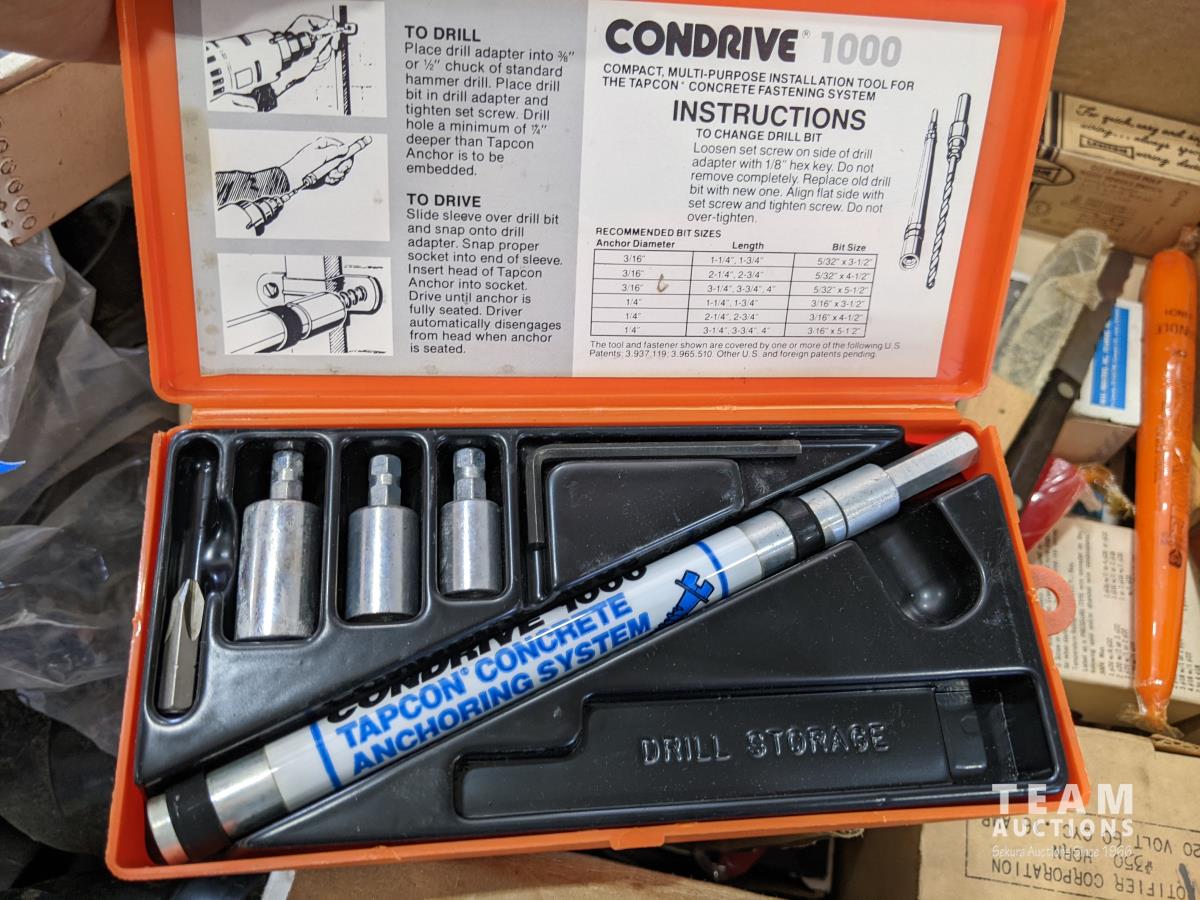 TO DRILL
Place drill adapter into ⅜"
or ½" chuck of standard
hammer drill. Place drill
bit in drill adapter and
tighten set screw. Drill
hole a minimum of ¼"
deeper than Tapcon
Anchor is to be
embedded.
TO DRIVE
Slide sleeve over drill bit
and snap onto drill
adapter. Snap proper
socket into end of sleeve.
Insert head of Tapcon
Anchor into socket.
Drive until anchor is
fully seated. Driver
automatically disengages
from head when anchor
is seated.
CONDRIVE® 1000
COMPACT, MULTI-PURPOSE INSTALLATION TOOL FOR
THE TAPCON® CONCRETE FASTENING SYSTEM
INSTRUCTIONS
TO CHANGE DRILL BIT
Loosen set screw on side of drill
adapter with 1/8" hex key. Do not
remove completely. Replace old drill
bit with new one. Align flat side with
set screw and tighten screw. Do not
over-tighten.
RECOMMENDED BIT SIZES
Anchor Diameter Length Bit Size
3/16" 1-1/4", 1-3/4" 5/32" x 3-1/2"
3/16" 2-1/4", 2-3/4" 5/32" x 4-1/2"
3/16" 3-1/4", 3-3/4", 4" 5/32" x 5-1/2"
1/4" 1-1/4", 1-3/4" 3/16" x 3-1/2"
1/4" 2-1/4", 2-3/4" 3/16" x 4-1/2"
1/4" 3-1/4", 3-3/4", 4" 3/16" x 5-1/2"
The tool and fastener shown are covered by one or more of the following U.S.
Patents: 3,937,119; 3,965,510. Other U.S. and foreign patents pending.
CONDRIVE 1000
TAPCON® CONCRETE
ANCHORING SYSTEM
DRILL STORAGE
TEAM
AUCTIONS
Sekura Auctions Since 1966
OTIFIER CORPORATION
HORN
20 VOLT 60 CYC